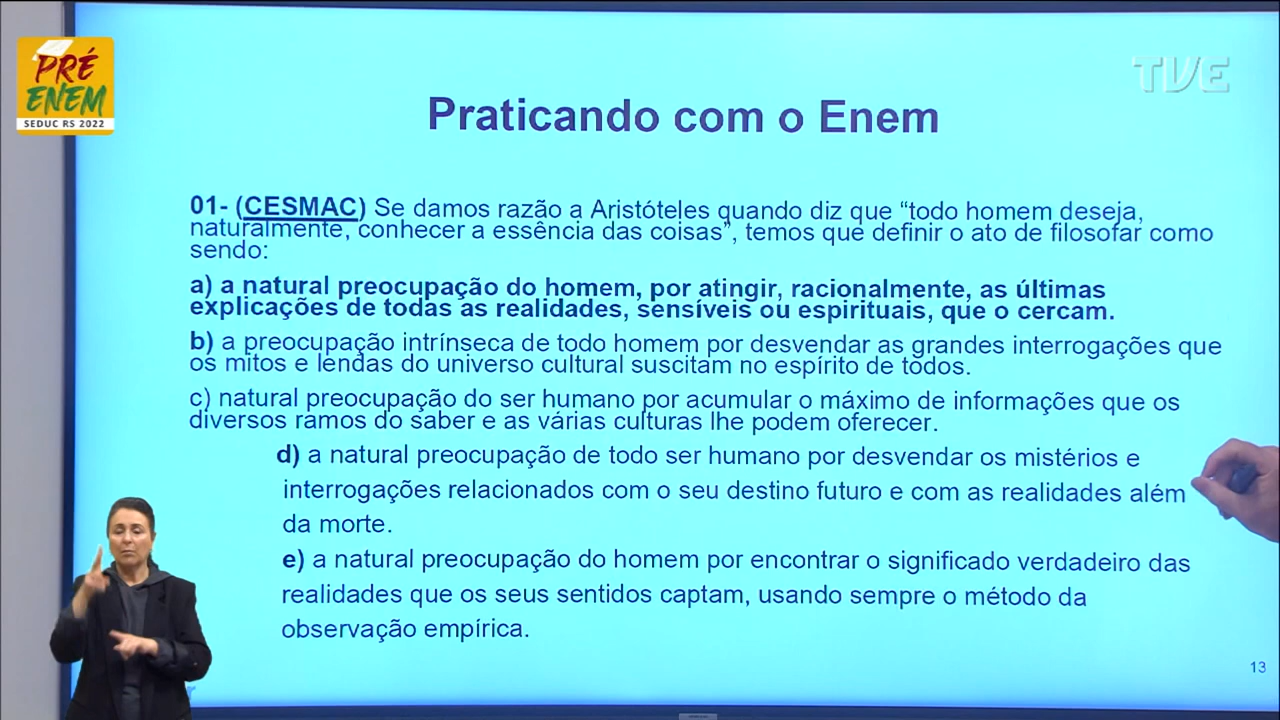 PRÉ
ENEM
SEDUC RS 2022
TVE
Praticando com o Enem
01- (CESMAC) Se damos razão a Aristóteles quando diz que “todo homem deseja,
naturalmente, conhecer a essência das coisas”, temos que definir o ato de filosofar como
sendo:
a) a natural preocupação do homem, por atingir, racionalmente, as últimas
explicações de todas as realidades, sensíveis ou espirituais, que o cercam.
b) a preocupação intrínseca de todo homem por desvendar as grandes interrogações que
os mitos e lendas do universo cultural suscitam no espírito de todos.
c) natural preocupação do ser humano por acumular o máximo de informações que os
diversos ramos do saber e as várias culturas lhe podem oferecer.
d) a natural preocupação de todo ser humano por desvendar os mistérios e
interrogações relacionados com o seu destino futuro e com as realidades além
da morte.
e) a natural preocupação do homem por encontrar o significado verdadeiro das
realidades que os seus sentidos captam, usando sempre o método da
observação empírica.
13